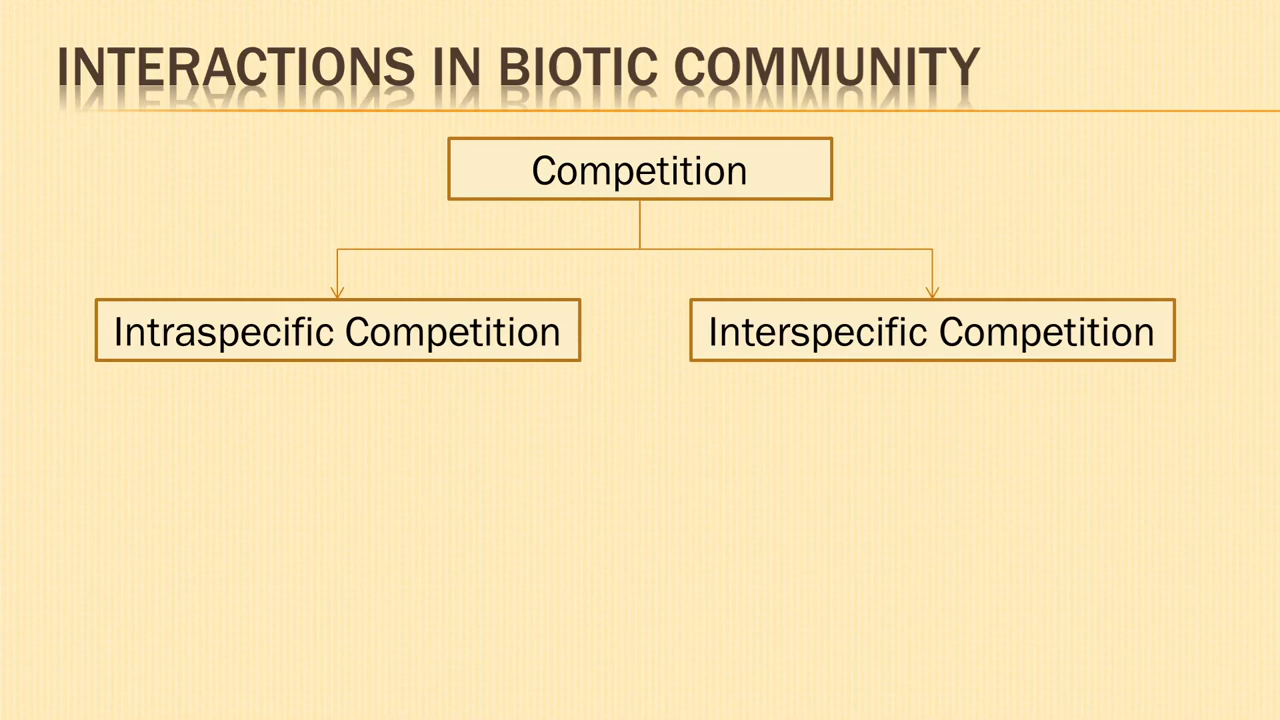 INTERACTIONS IN BIOTIC COMMUNITY
Competition
Intraspecific Competition
Interspecific Competition